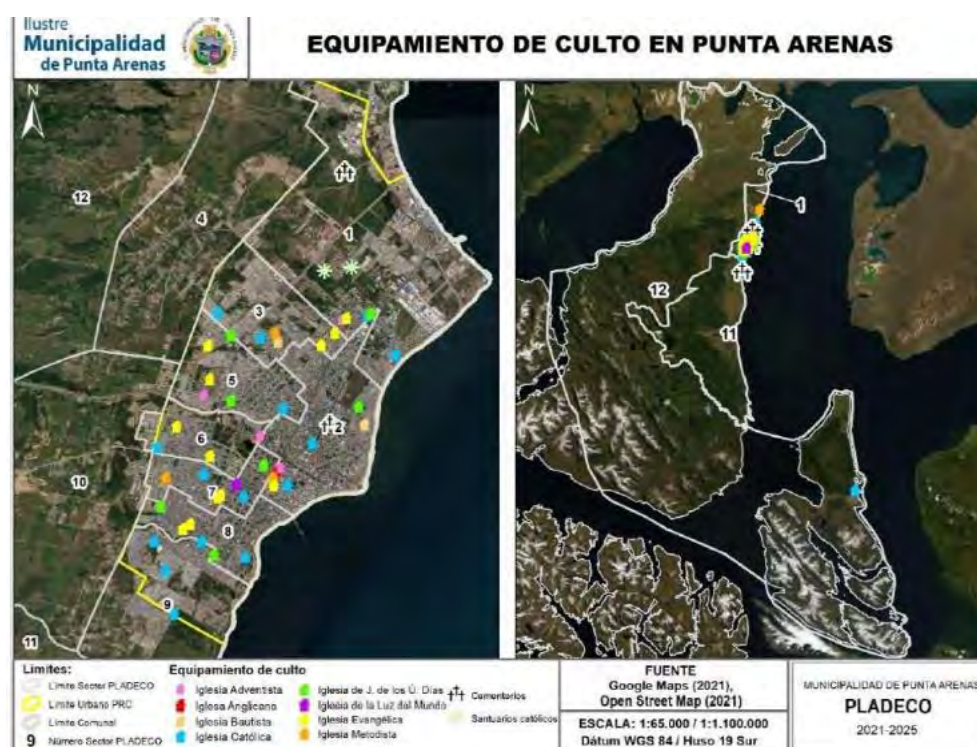 Ilustre
Municipalidad
de Punta Arenas
EQUIPAMIENTO DE CULTO EN PUNTA ARENAS
N
12
4
1
3
5
2
6
10
7
8
9
11
N
1
12
11
Límites:
Límite Sector PLADECO
Límite Urbano PRC
Límite Comunal
9 Número Sector PLADECO
Equipamiento de culto
Iglesia Adventista
Iglesa Anglicana
Iglesia Bautista
Iglesia Católica
Iglesia de J. de los Ú. Días
Iglesia de la Luz del Mundo
Iglesia Evangélica
Iglesia Metodista
Cementerios
Santuarios católicos
FUENTE
Google Maps (2021),
Open Street Map (2021)
ESCALA: 1:65.000 / 1:1.100.000
Dátum WGS 84 / Huso 19 Sur
MUNICIPALIDAD DE PUNTA ARENAS
PLADECO
2021-2025